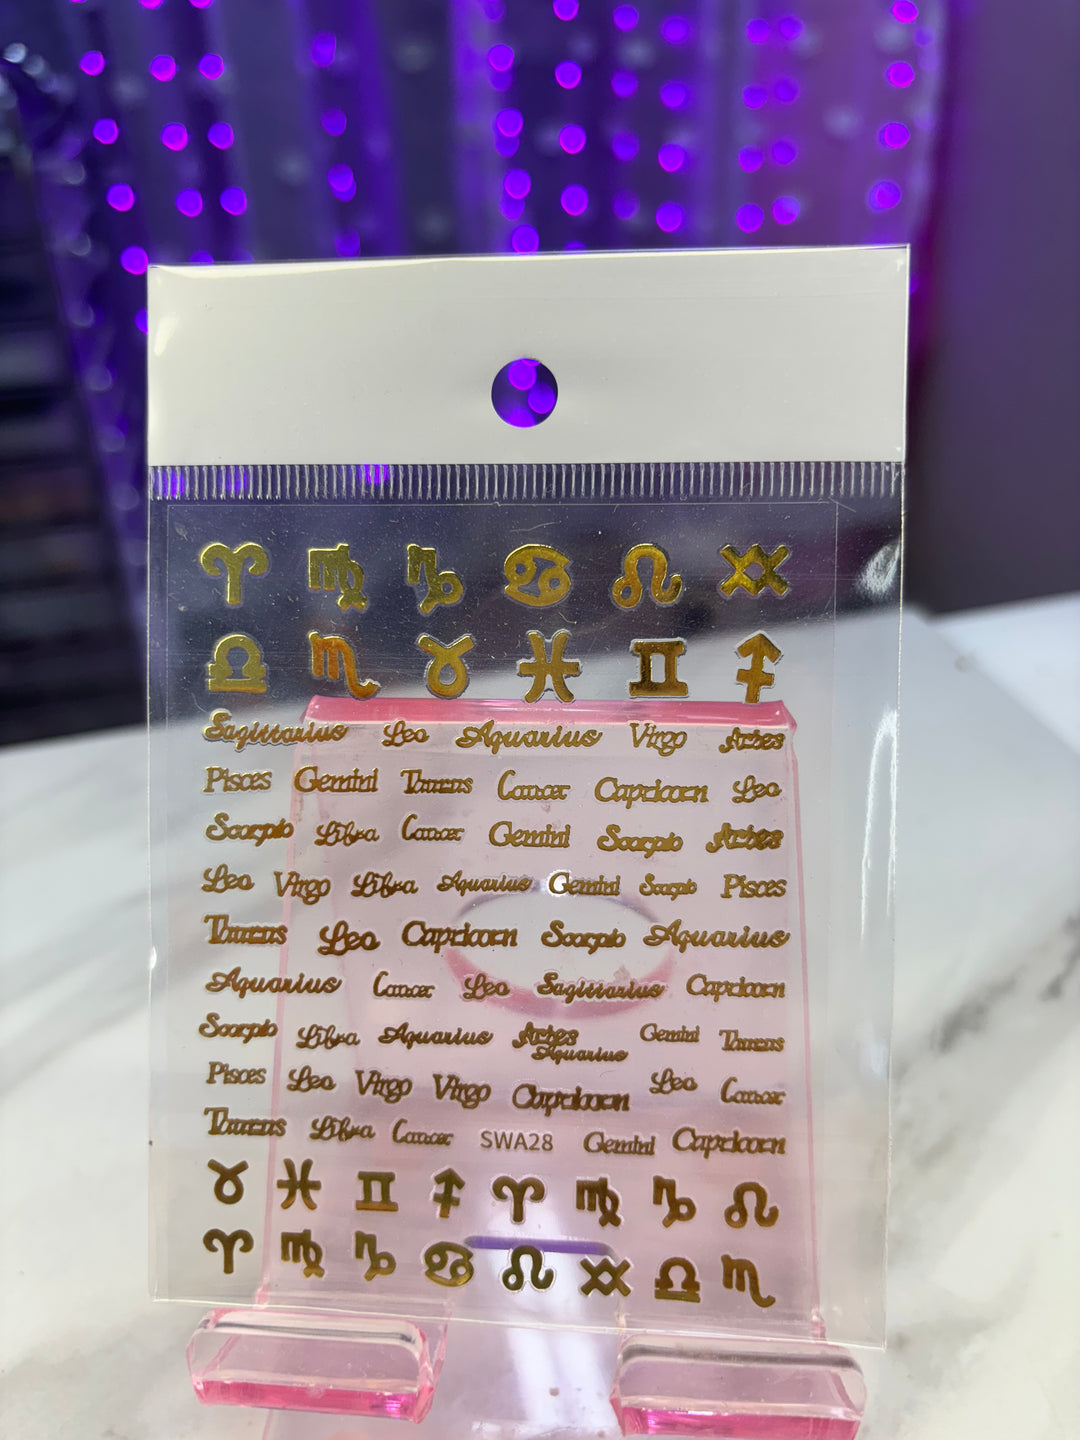 ♈ ♍ ♑ ♋ ♌ ♒
♎ ♏ ♉ ♓ ♊ ♐
Sagittarius Leo Aquarius Virgo Aries
Pisces Gemini Taurus Cancer Capricorn Leo
Scorpio Libra Cancer Gemini Scorpio Aries
Leo Virgo Libra Aquarius Gemini Scorpio Pisces
Taurus Leo Capricorn Scorpio Aquarius
Aquarius Cancer Leo Sagittarius Capricorn
Scorpio Libra Aquarius Aries Gemini Taurus
Aquarius
Pisces Leo Virgo Virgo Capricorn Leo Cancer
Taurus Libra Cancer SWA28 Gemini Capricorn
♉ ♓ ♊ ♐ ♈ ♍ ♑ ♌
♈ ♍ ♑ ♋ ♌ ♒ ♎ ♏